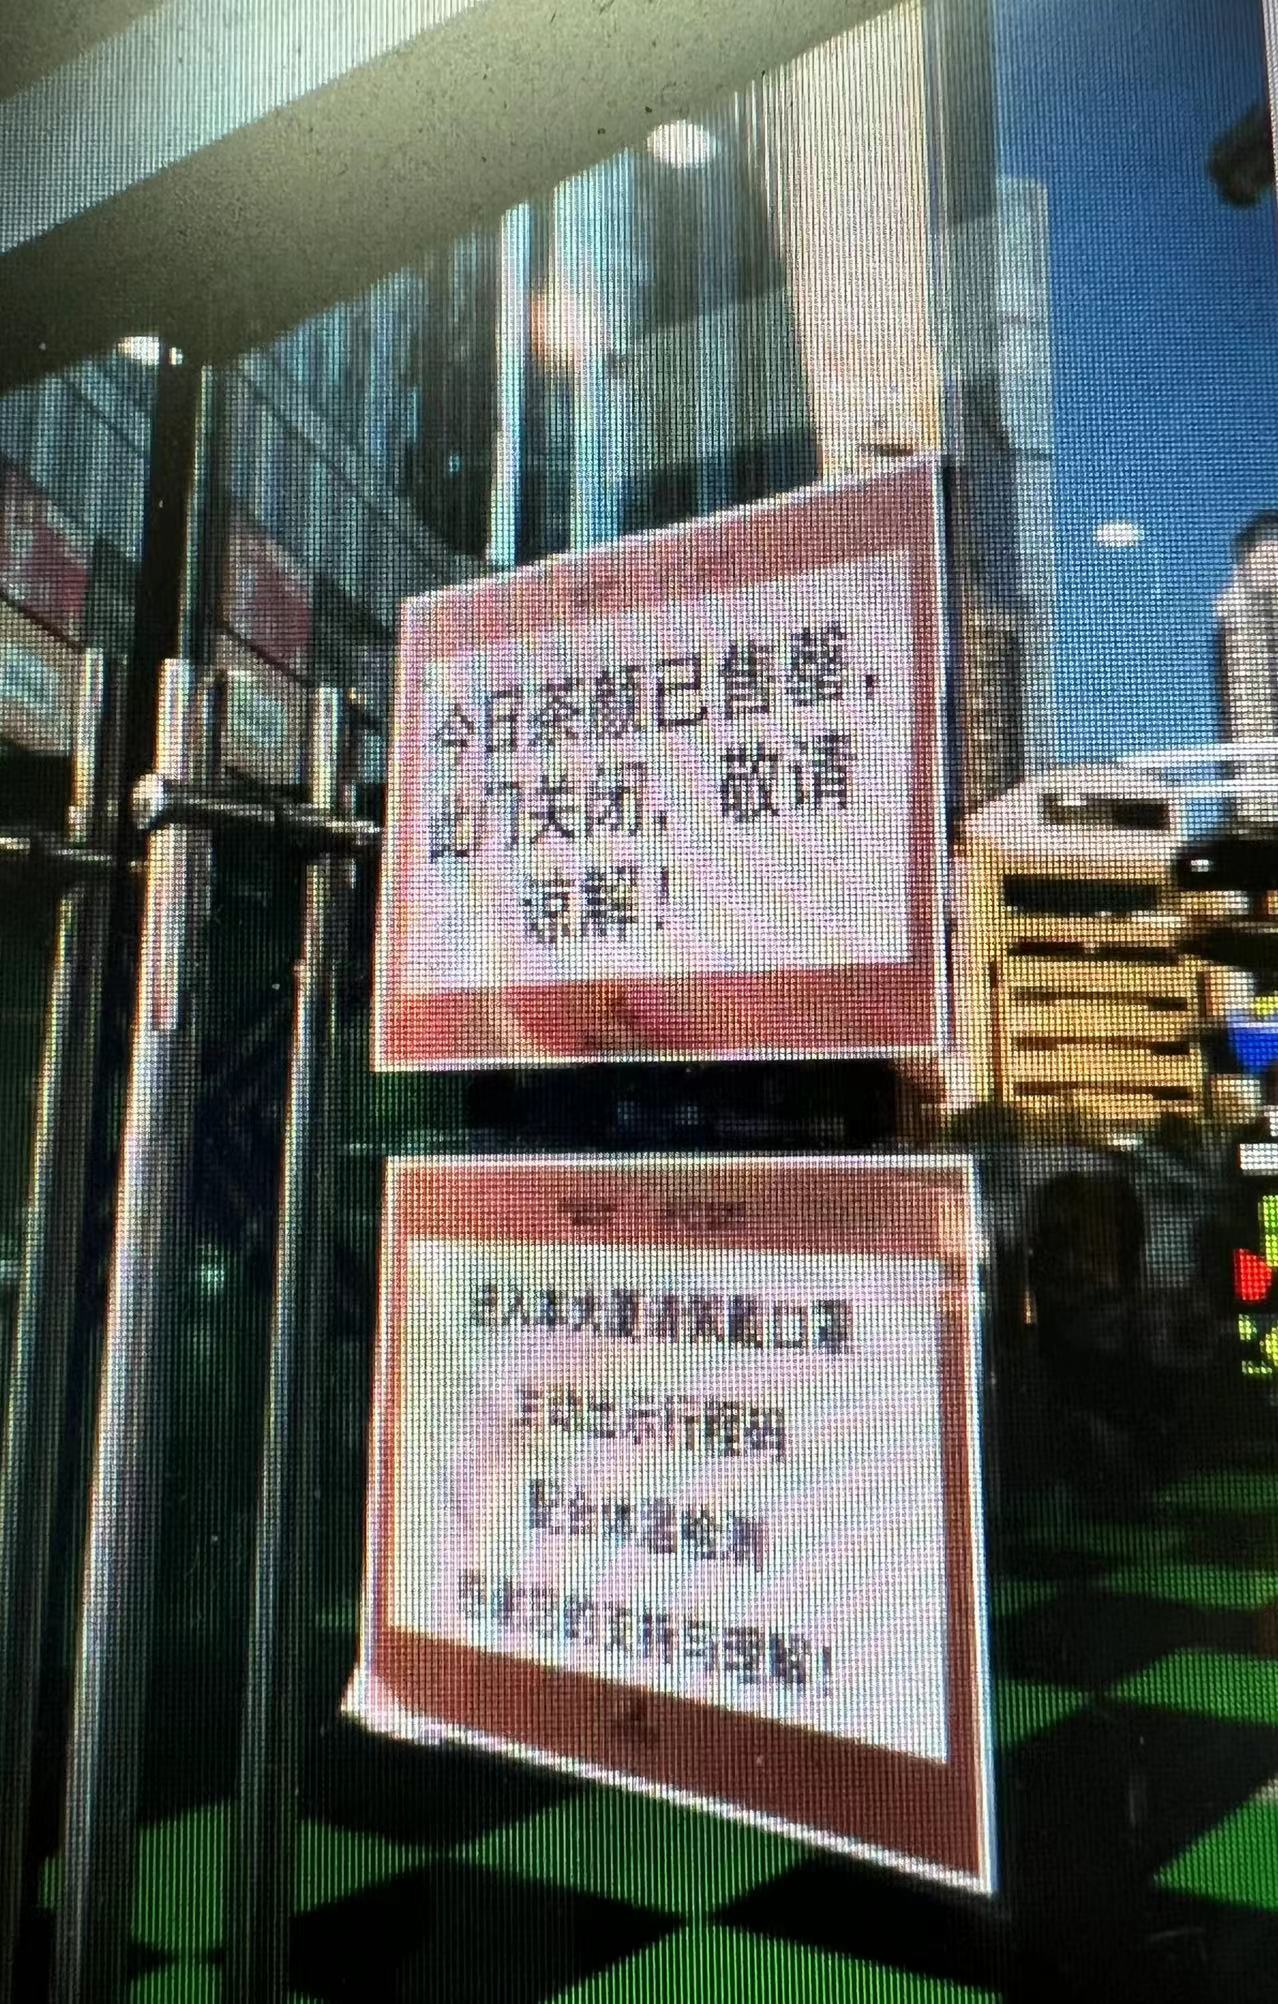 今日茶颜已售罄，
此门关闭，敬请
谅解！
进入本大厦请佩戴口罩
主动出示行程码
配合体温检测
感谢您的支持与理解！